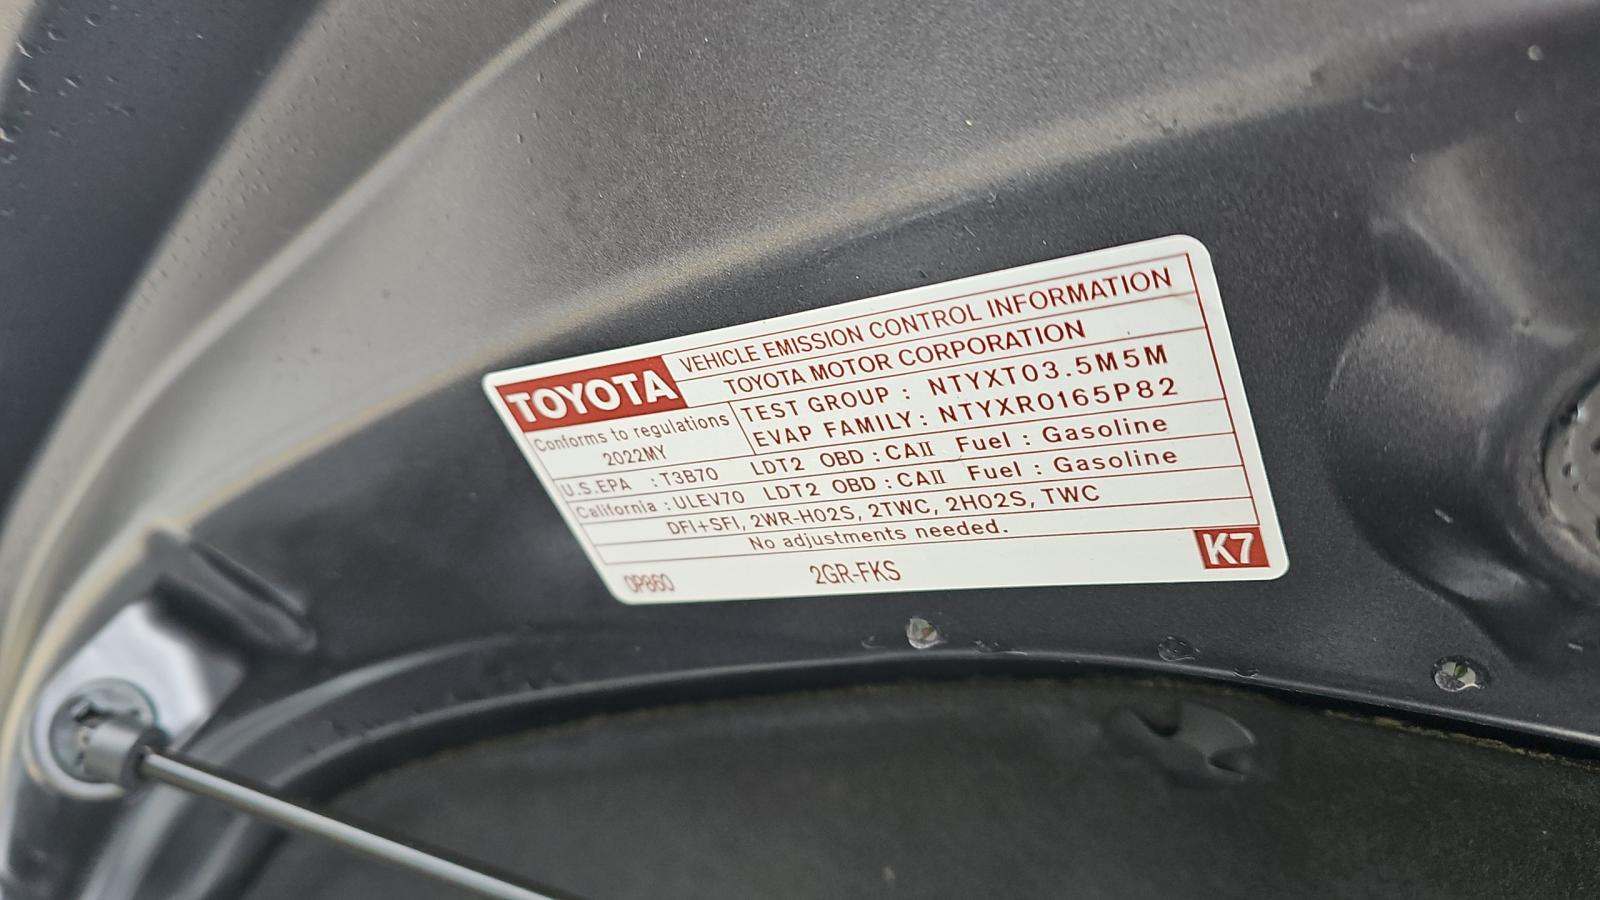 TOYOTA
VEHICLE EMISSION CONTROL INFORMATION
TOYOTA MOTOR CORPORATION
Conforms to regulations
2022MY
TEST GROUP : NTYXT03.5M5M
EVAP FAMILY : NTYXR0165P82
U.S.EPA : T3B70 LDT2 OBD : CAII Fuel : Gasoline
California : ULEV70 LDT2 OBD : CAII Fuel : Gasoline
DFI+SFI, 2WR-HO2S, 2TWC, 2HO2S, TWC
No adjustments needed.
0P860
2GR-FKS
K7